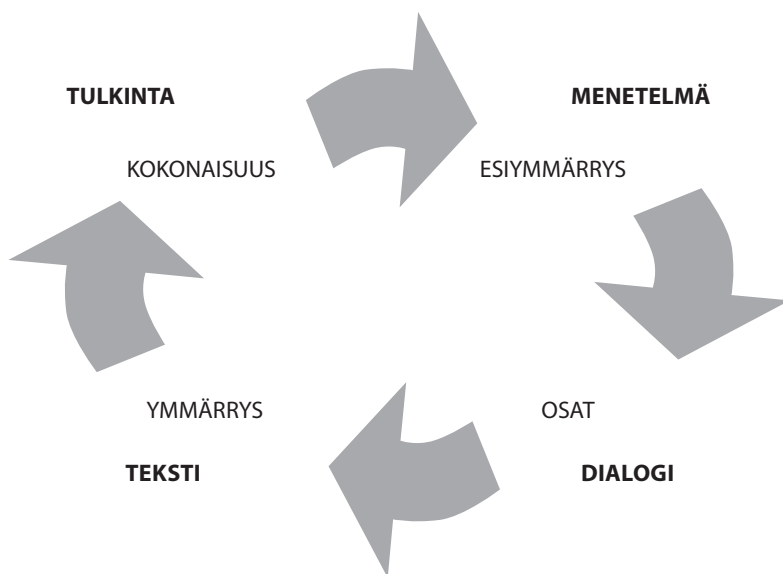 TULKINTA
MENETELMÄ
KOKONAISUUS
ESIYMMÄRRYS
YMMÄRRYS
OSAT
TEKSTI
DIALOGI